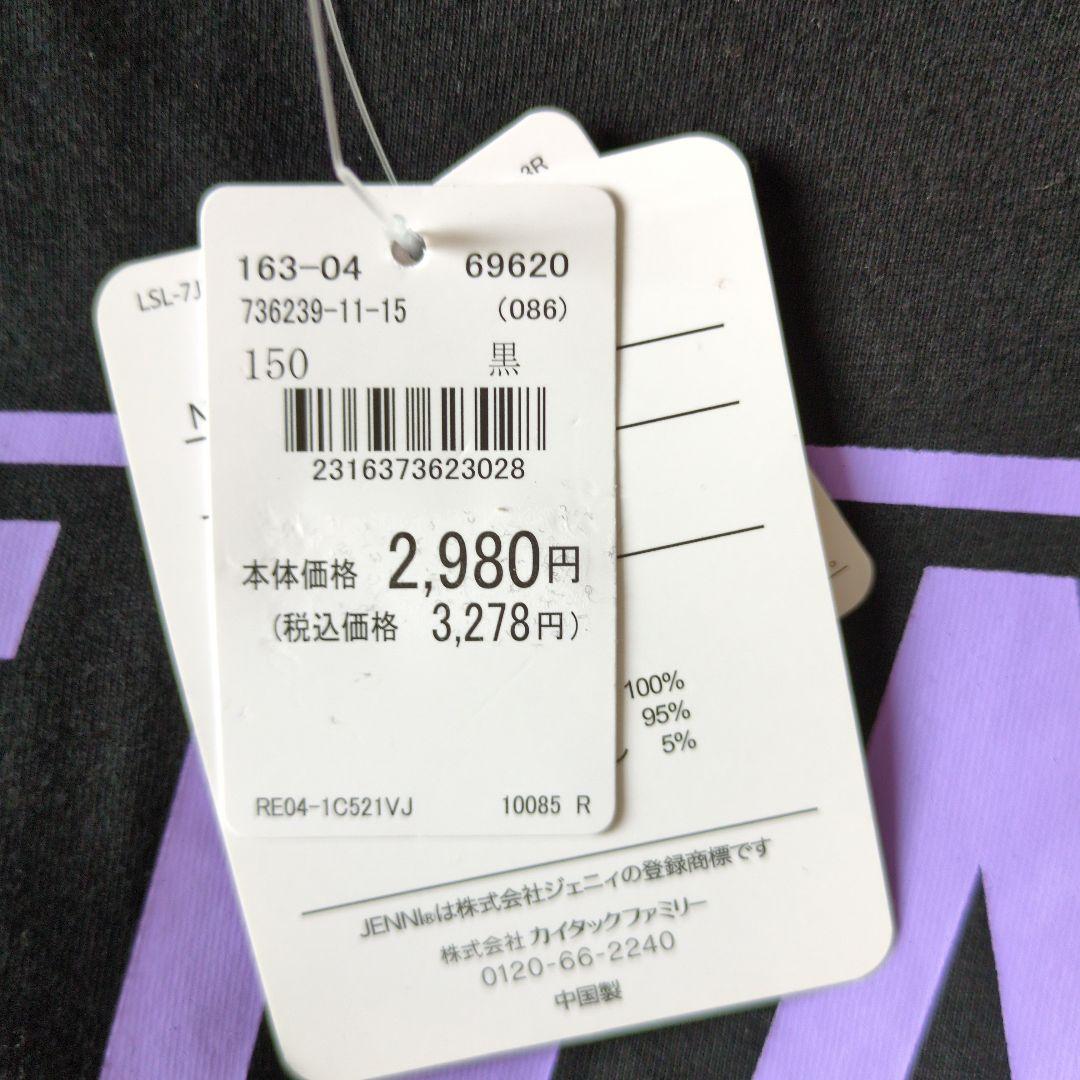 163-04 69620
736239-11-15 (086)
150 黒
2316373623028
本体価格 2,980円
(税込価格 3,278円)
RE04-1C521VJ 10085 R
3R
LSL-7J
100%
95%
5%
JENNI®は株式会社ジェニィの登録商標です
株式会社 カイタックファミリー
0120-66-2240
中国製